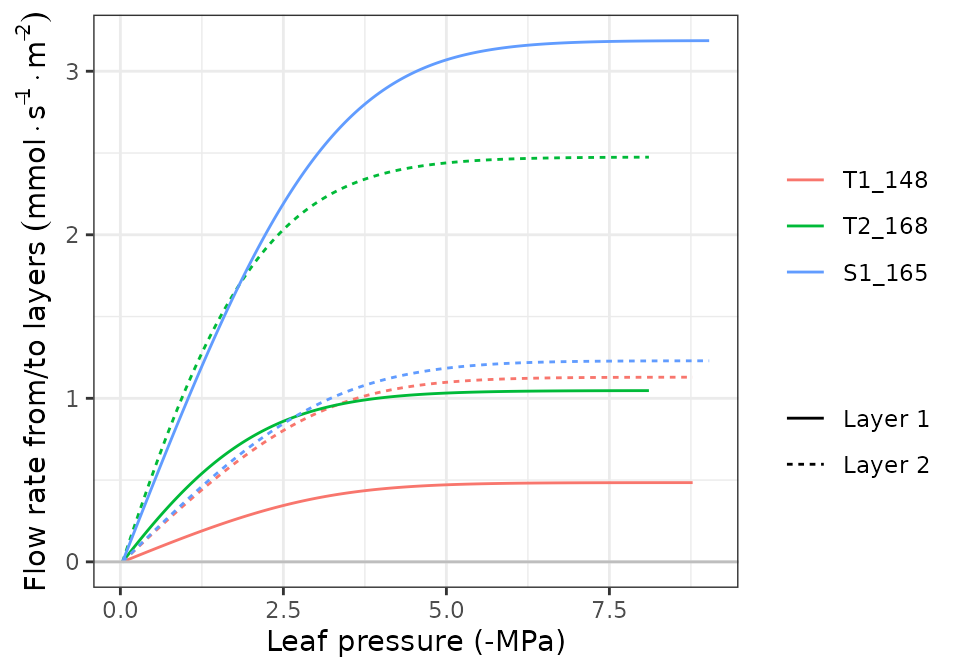 Flow rate from/to layers (mmol ⋅ s⁻¹ ⋅ m⁻²)
3
2
1
0
0.0 2.5 5.0 7.5
Leaf pressure (-MPa)
T1_148
T2_168
S1_165
Layer 1
Layer 2